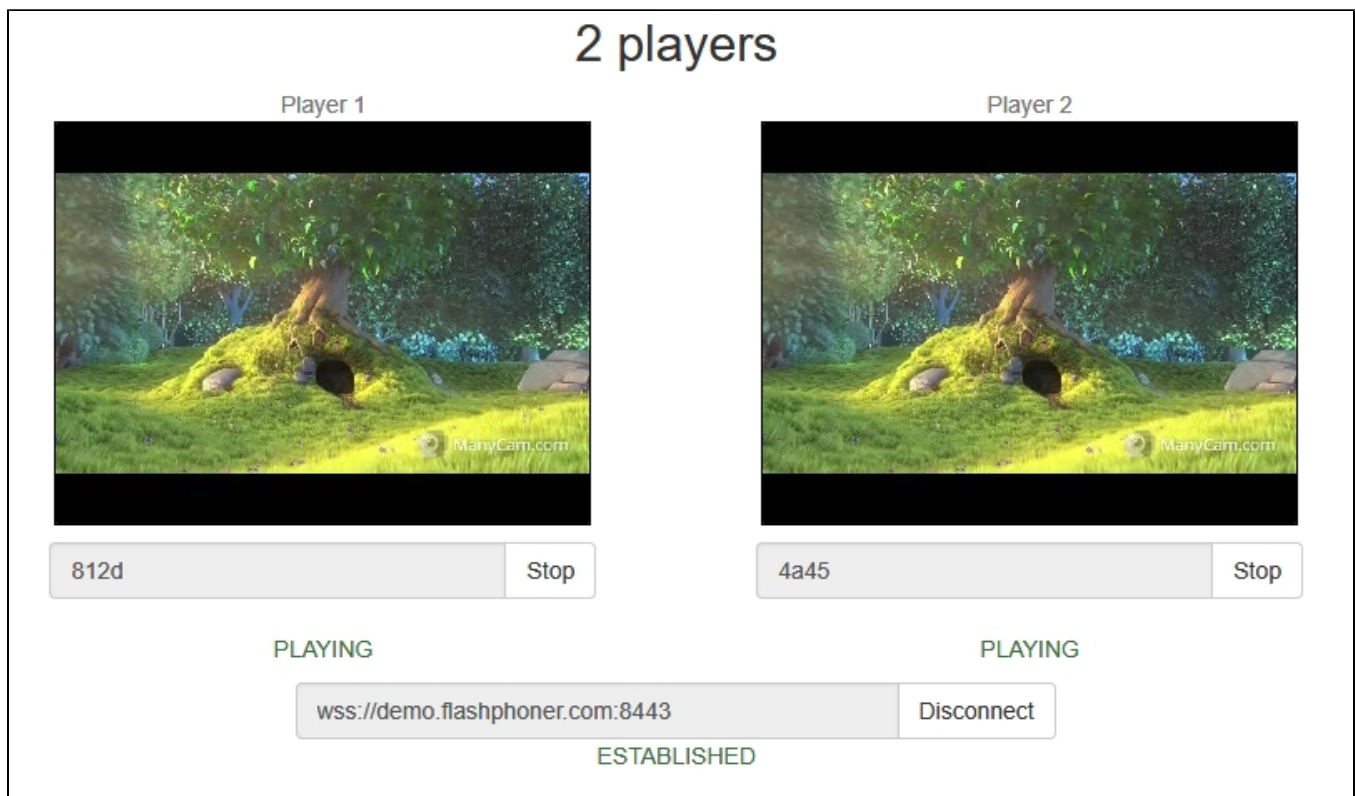 2 players
Player 1
Player 2
ManyCam.com
ManyCam.com
812d
Stop
4a45
Stop
PLAYING
PLAYING
wss://demo.flashphoner.com:8443
Disconnect
ESTABLISHED